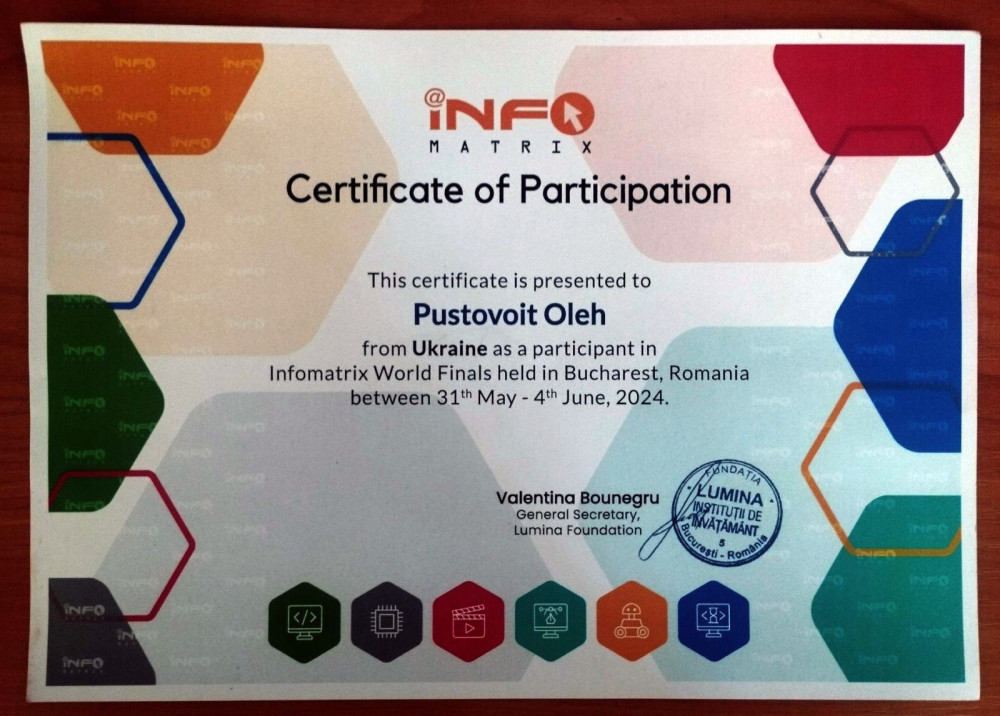 @iNFO
MATRIX
Certificate of Participation
This certificate is presented to
Pustovoit Oleh
from Ukraine as a participant in
Infomatrix World Finals held in Bucharest, Romania
between 31th May - 4th June, 2024.
Valentina Bounegru
General Secretary,
Lumina Foundation
FUNDAȚIA
LUMINA
INSTITUȚII DE
ÎNVĂȚĂMÂNT
5
București - România